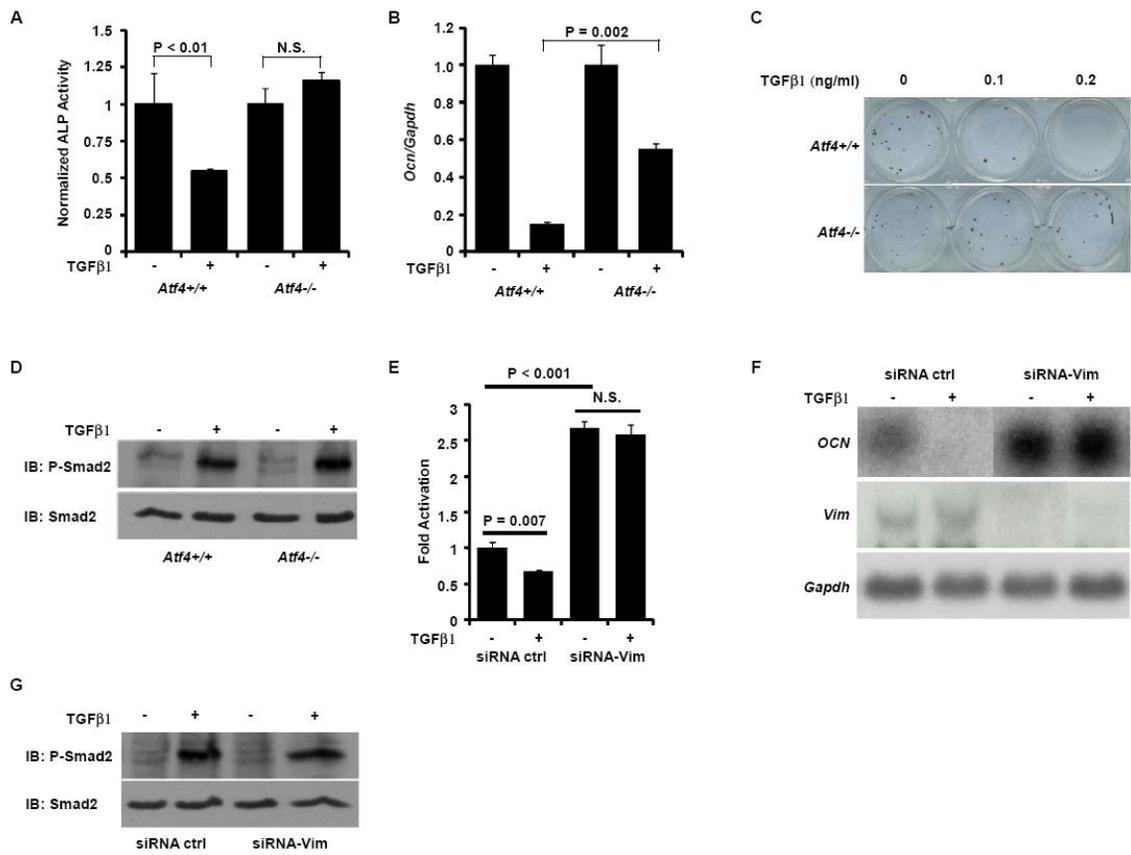 A
Normalized ALP Activity
1.5
1.25
1
0.75
0.5
0.25
0
P < 0.01
N.S.
TGFβ1 - + - +
Atf4+/+ Atf4-/-
B
Ocn/Gapdh
1.2
1.0
0.8
0.6
0.4
0.2
0
P = 0.002
TGFβ1 - + - +
Atf4+/+ Atf4-/-
C
TGFβ1 (ng/ml) 0 0.1 0.2
Atf4+/+
Atf4-/-
D
TGFβ1 - + - +
IB: P-Smad2
IB: Smad2
Atf4+/+ Atf4-/-
E
P < 0.001
N.S.
P = 0.007
Fold Activation
3
2.5
2
1.5
1
0.5
0
TGFβ1 - + - +
siRNA ctrl siRNA-Vim
F
siRNA ctrl siRNA-Vim
TGFβ1 - + - +
OCN
Vim
Gapdh
G
TGFβ1 - + - +
IB: P-Smad2
IB: Smad2
siRNA ctrl siRNA-Vim